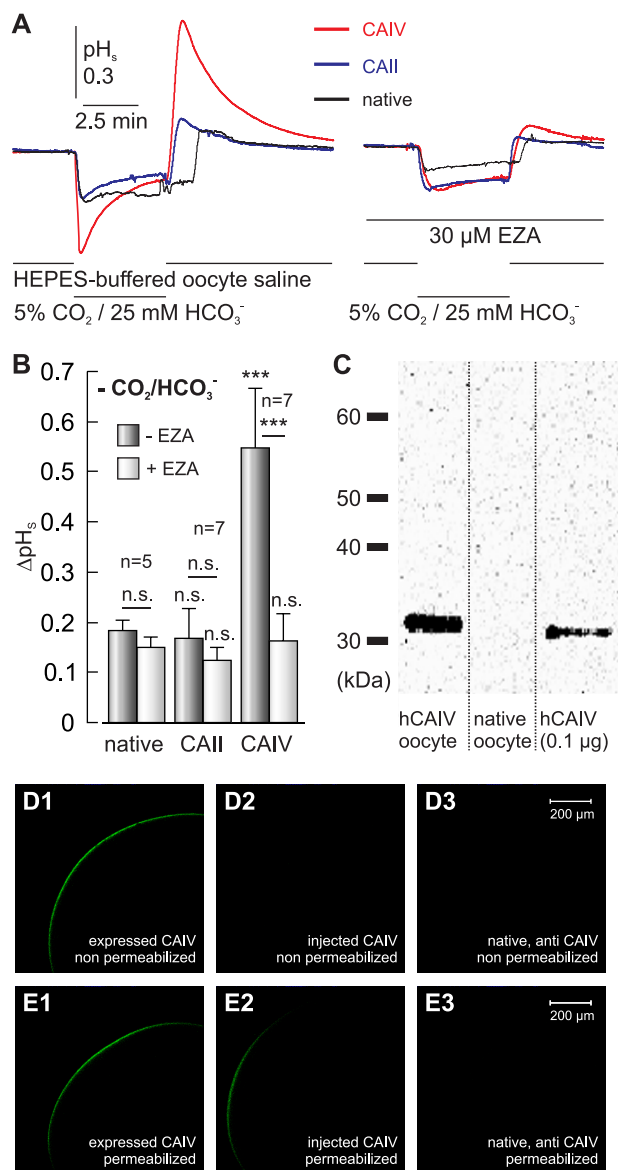 A
pHs
0.3
2.5 min
CAIV
CAII
native
30 µM EZA
HEPES-buffered oocyte saline
5% CO2 / 25 mM HCO3-
5% CO2 / 25 mM HCO3-
B
- CO2/HCO3-
- EZA
+ EZA
ΔpHs
0.7
0.6
0.5
0.4
0.3
0.2
0.1
0
n=5
n.s.
n=7
n.s.
n.s.
n.s.
***
n=7
***
n.s.
native
CAII
CAIV
C
60
50
40
30
(kDa)
hCAIV
oocyte
native
oocyte
hCAIV
(0.1 µg)
D1
expressed CAIV
non permeabilized
D2
injected CAIV
non permeabilized
D3
200 µm
native, anti CAIV
non permeabilized
E1
expressed CAIV
permeabilized
E2
injected CAIV
permeabilized
E3
200 µm
native, anti CAIV
permeabilized